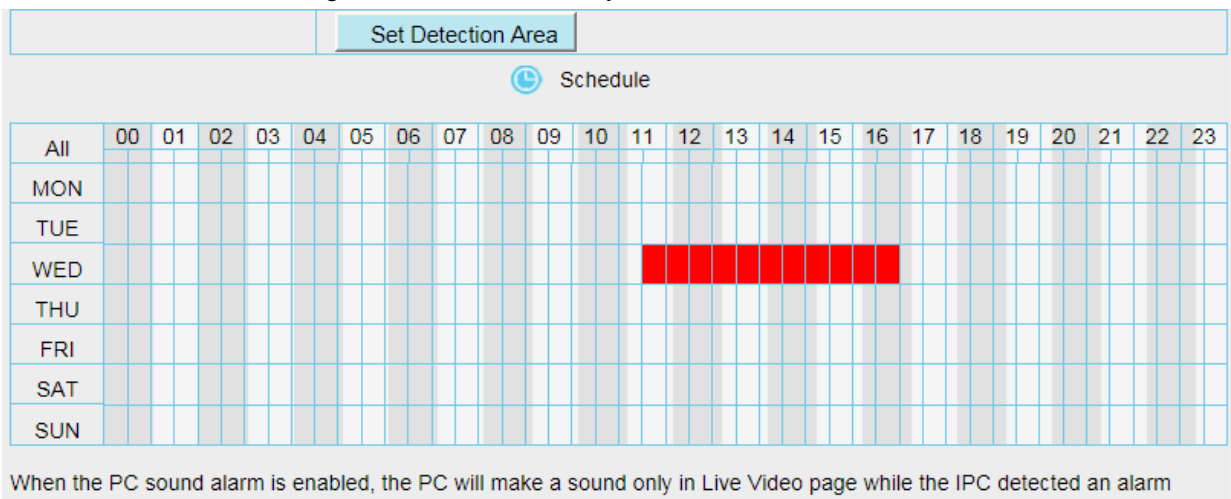 Set Detection Area
Schedule
All 00 01 02 03 04 05 06 07 08 09 10 11 12 13 14 15 16 17 18 19 20 21 22 23
MON
TUE
WED
THU
FRI
SAT
SUN
When the PC sound alarm is enabled, the PC will make a sound only in Live Video page while the IPC detected an alarm